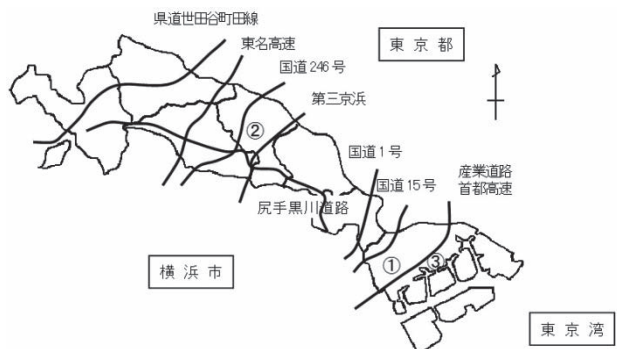 県道世田谷町田線
東名高速
東京都
国道246号
第三京浜
②
国道1号
産業道路
首都高速
国道15号
尻手黒川道路
①
③
横浜市
東京湾